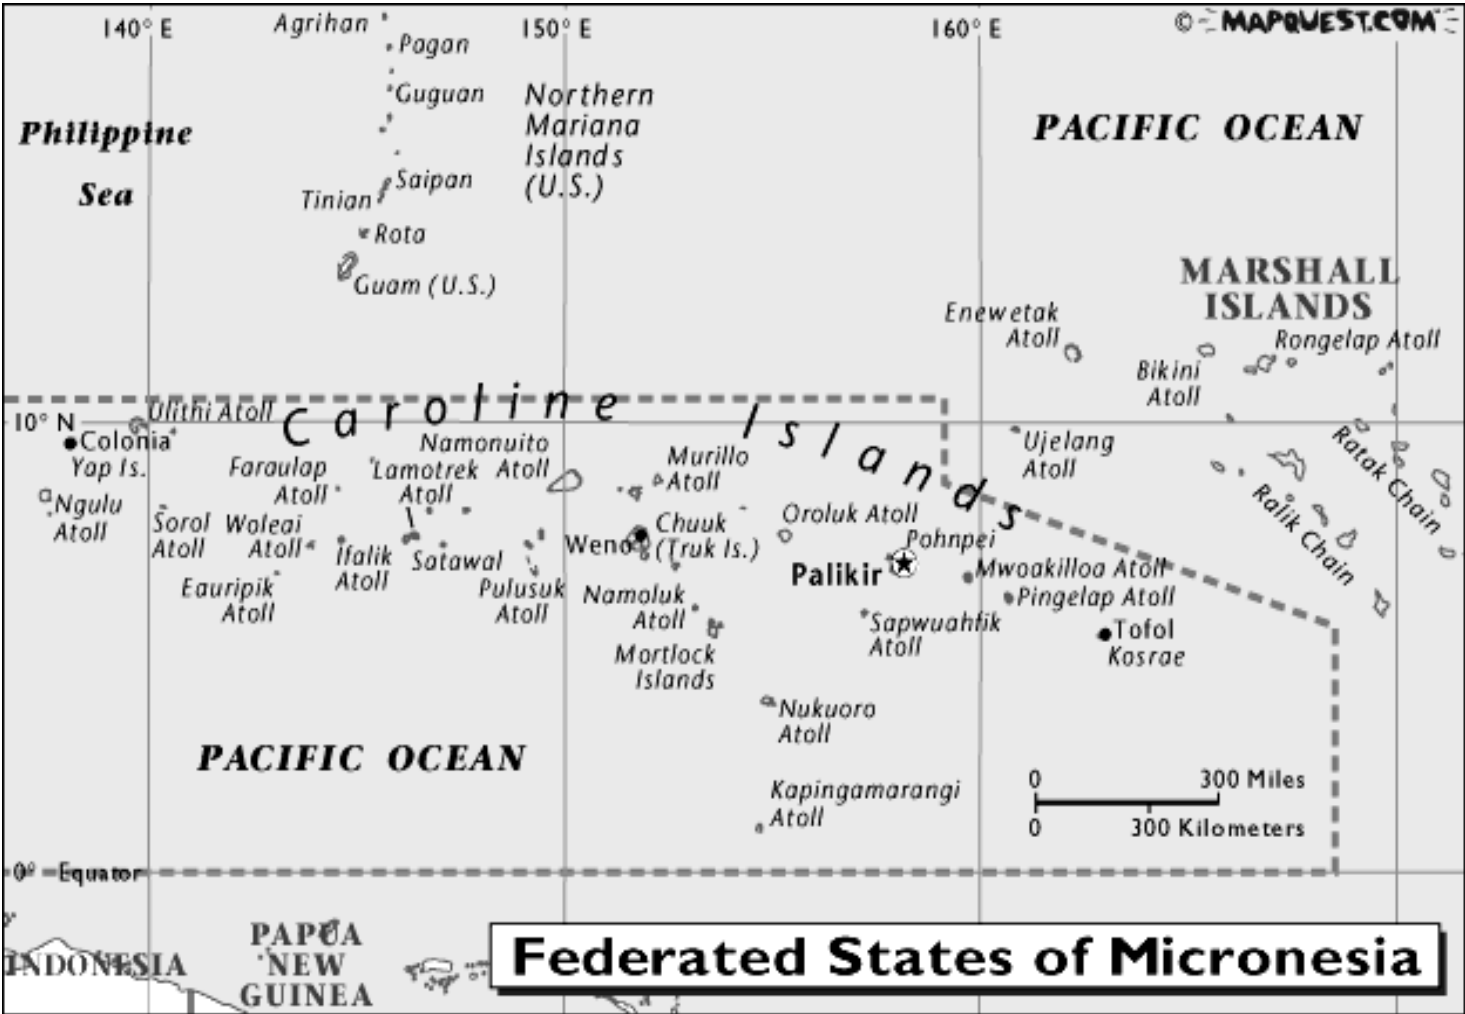 140° E
Agrihan
150° E
160° E
© MAPQUEST.COM
Pagan
Guguan
Northern
Mariana
Islands
(U.S.)
Philippine
Sea
PACIFIC OCEAN
Saipan
Tinian
Rota
Guam (U.S.)
MARSHALL
ISLANDS
Enewetak
Atoll
Rongelap Atoll
Bikini
Atoll
Caroline Islands
10° N
Ulithi Atoll
Colonia
Yap Is.
Ngulu
Atoll
Sorol
Atoll
Faraulap
Atoll
Woleai
Atoll
Eauripik
Atoll
Ifalik
Atoll
Lamotrek
Atoll
Satawal
Namonuito
Atoll
Pulusuk
Atoll
Murillo
Atoll
Weno
Chuuk
(Truk Is.)
Namoluk
Atoll
Mortlock
Islands
Oroluk Atoll
Pohnpei
Palikir
Ujelang
Atoll
Ratak Chain
Ralik Chain
Mwoakilloa Atoll
Pingelap Atoll
Sapwuahfik
Atoll
Tofol
Kosrae
Nukuoro
Atoll
PACIFIC OCEAN
Kapingamarangi
Atoll
0 300 Miles
0 300 Kilometers
0° Equator
INDONESIA
PAPUA
NEW
GUINEA
Federated States of Micronesia